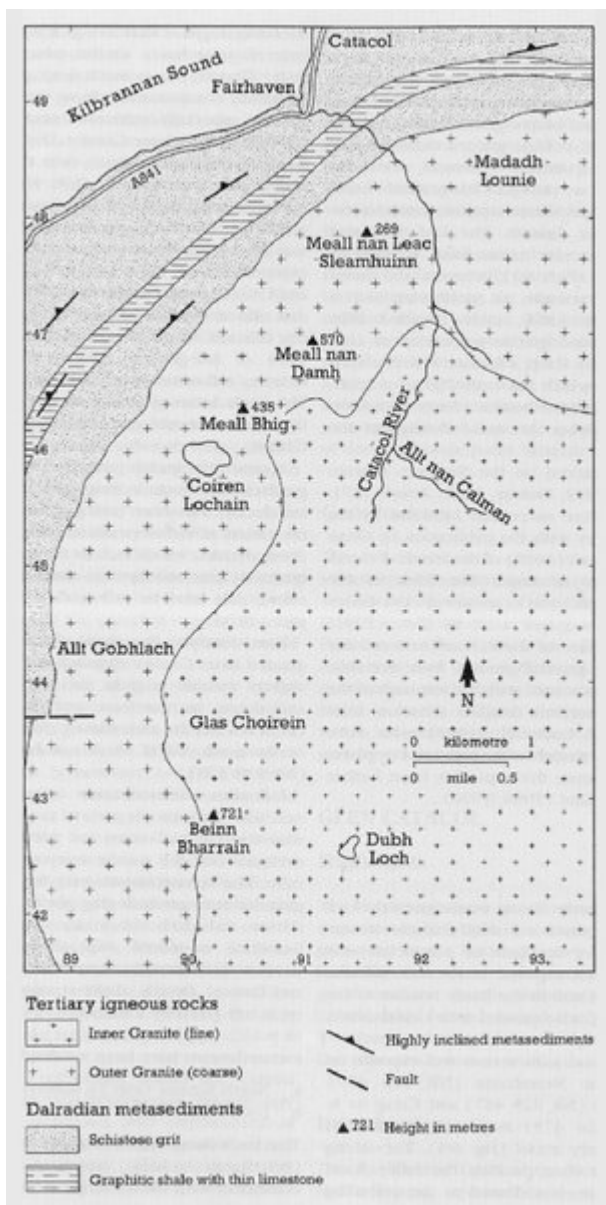 Catacol
Kilbrannan Sound
Fairhaven
49
A841
Madadh
Lounie
48
269
Meall nan Leac
Sleamhuinn
47
570
Meall nan
Damh
435
Meall Bhig
46
Coiren
Lochain
Catacol River
Allt nan Calman
45
Allt Gobhlach
44
N
Glas Choirein
0 kilometre 1
0 mile 0.5
43
721
Beinn
Bharrain
Dubh
Loch
42
89 90 91 92 93
Tertiary igneous rocks
Inner Granite (fine)
Outer Granite (coarse)
Dalradian metasediments
Schistose grit
Graphitic shale with thin limestone
Highly inclined metasediments
Fault
721 Height in metres